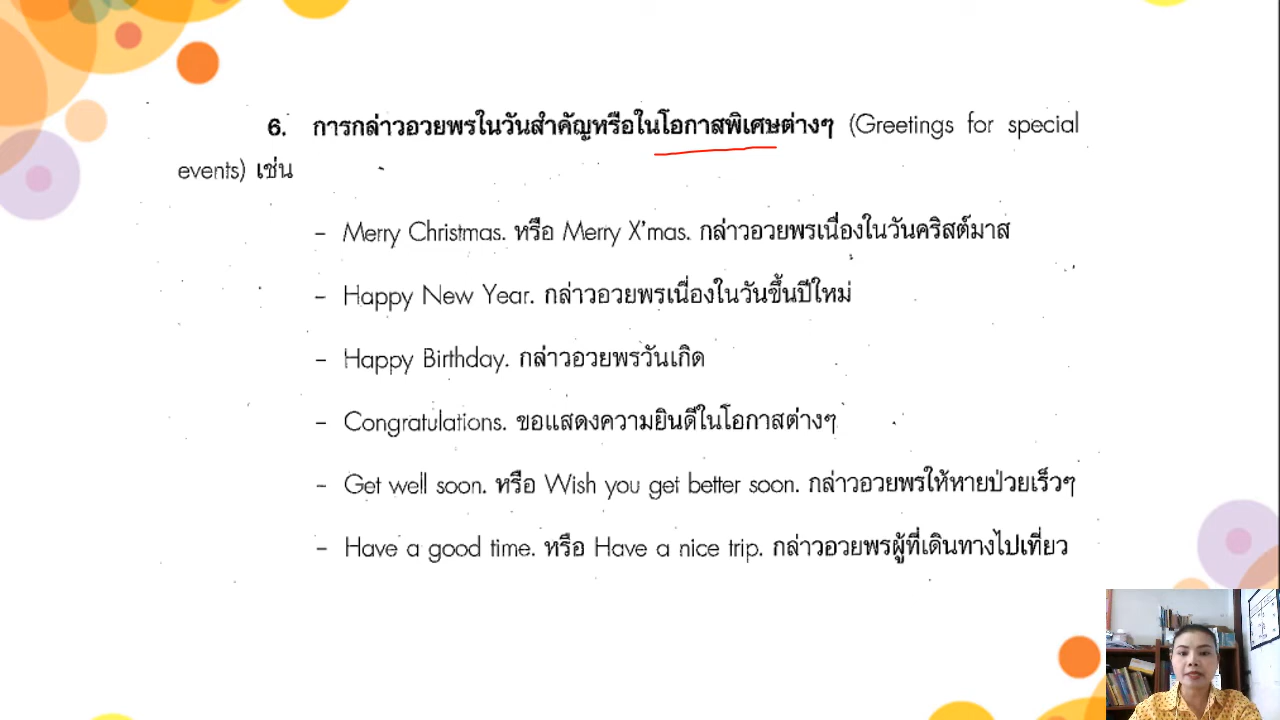 6. การกล่าวอวยพรในวันสำคัญหรือในโอกาสพิเศษต่างๆ (Greetings for special
events) เช่น
- Merry Christmas. หรือ Merry X'mas. กล่าวอวยพรเนื่องในวันคริสต์มาส
- Happy New Year. กล่าวอวยพรเนื่องในวันขึ้นปีใหม่
- Happy Birthday. กล่าวอวยพรวันเกิด
- Congratulations. ขอแสดงความยินดีในโอกาสต่างๆ
- Get well soon. หรือ Wish you get better soon. กล่าวอวยพรให้หายป่วยเร็วๆ
- Have a good time. หรือ Have a nice trip. กล่าวอวยพรผู้ที่เดินทางไปเที่ยว